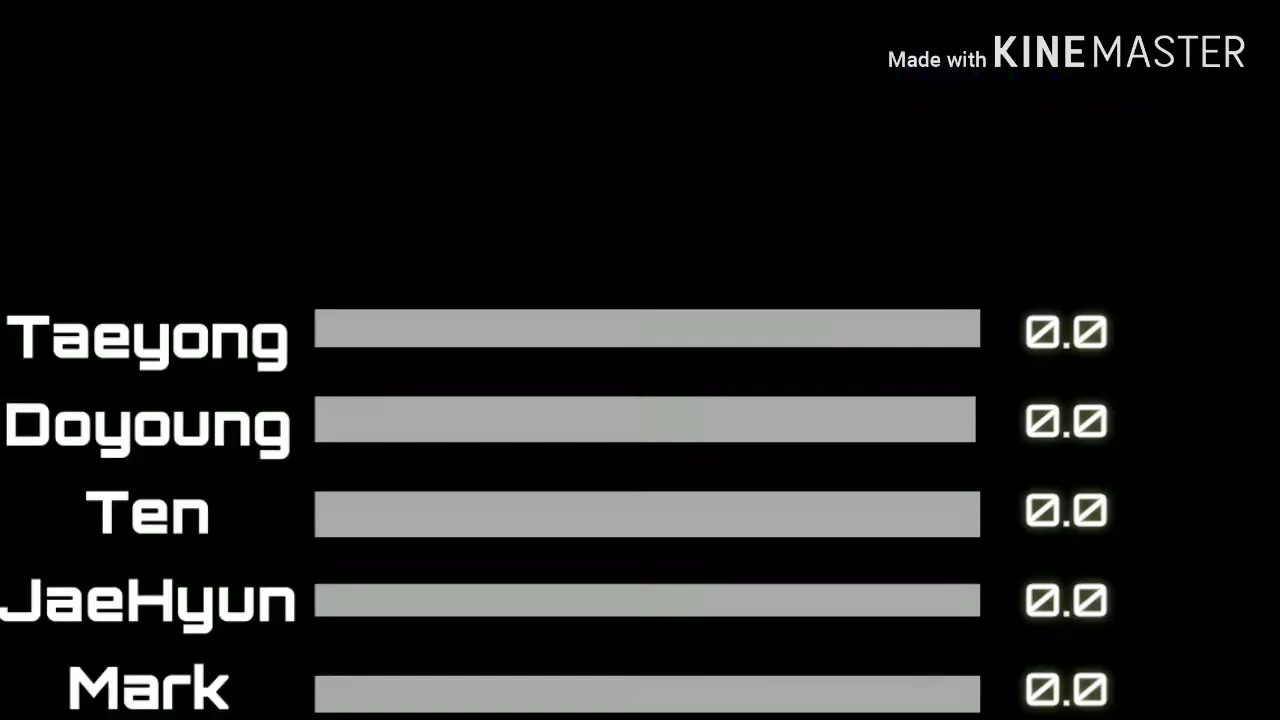 Made with KINEMASTER
Taeyong 0.0
Doyoung 0.0
Ten 0.0
JaeHyun 0.0
Mark 0.0